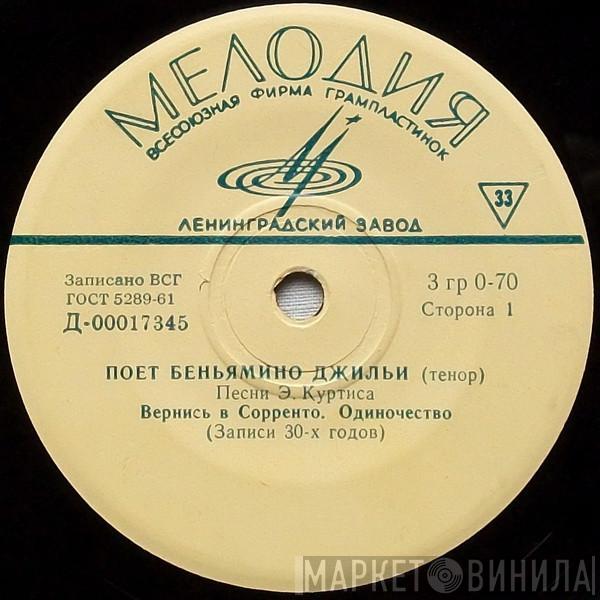 МЕЛОДИЯ
ВСЕСОЮЗНАЯ ФИРМА ГРАМПЛАСТИНОК
33
ЛЕНИНГРАДСКИЙ ЗАВОД
Записано ВСГ
ГОСТ 5289-61
Д-00017345
3 гр 0-70
Сторона 1
ПОЕТ БЕНЬЯМИНО ДЖИЛЬИ (тенор)
Песни Э. Куртиса
Вернись в Сорренто. Одиночество
(Записи 30-х годов)
МАРКЕТ ВИНИЛА